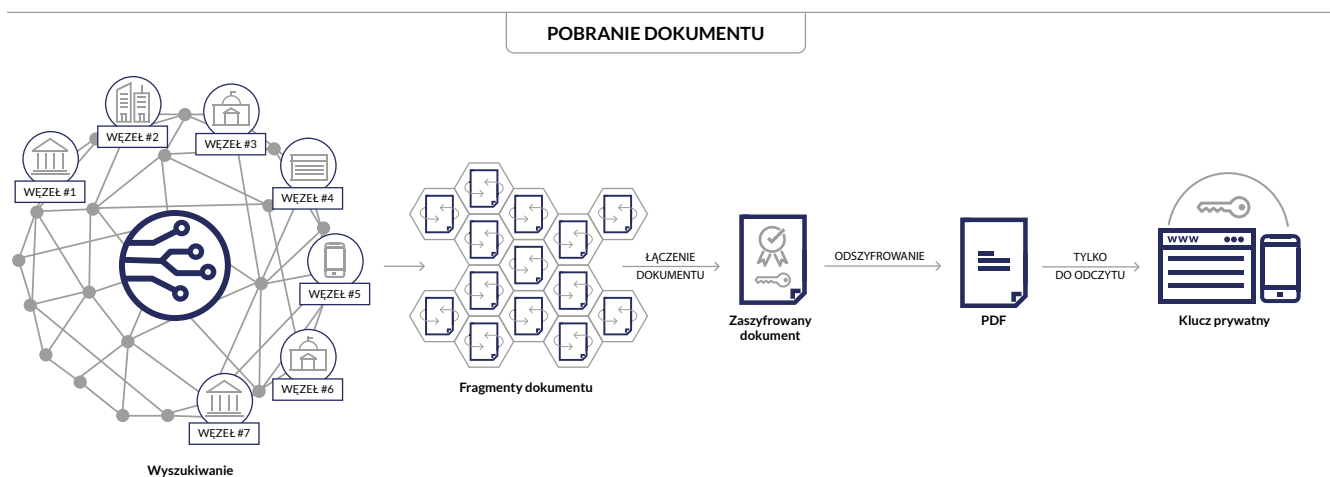 POBRANIE DOKUMENTU
WĘZEŁ #1
WĘZEŁ #2
WĘZEŁ #3
WĘZEŁ #4
WĘZEŁ #5
WĘZEŁ #6
WĘZEŁ #7
Wyszukiwanie
Fragmenty dokumentu
ŁĄCZENIE
DOKUMENTU
Zaszyfrowany
dokument
ODSZYFROWANIE
PDF
TYLKO
DO ODCZYTU
WWW
Klucz prywatny